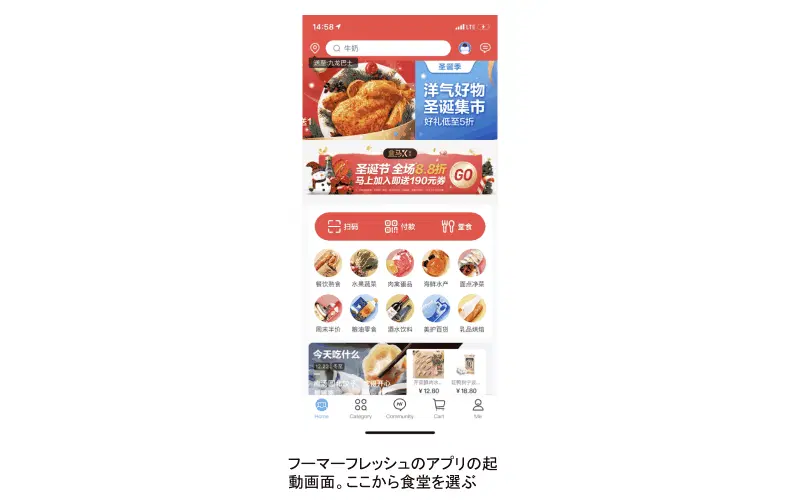 14:58
LTE
牛奶
送至:九龙巴士
圣诞季
洋气好物
圣诞集市
好礼低至5折
送1
盒马X
圣诞节 全场8.8折
马上加入即送190元券
GO
扫码
付款
堂食
餐饮熟食
水果蔬菜
肉禽蛋品
海鲜水产
面点净菜
周末半价
粮油零食
酒水饮料
美护百货
乳品烘焙
今天吃什么
¥12.80
¥16.80
Home
Category
Community
Cart
Me
フーマーフレッシュのアプリの起
動画面。ここから食堂を選ぶ